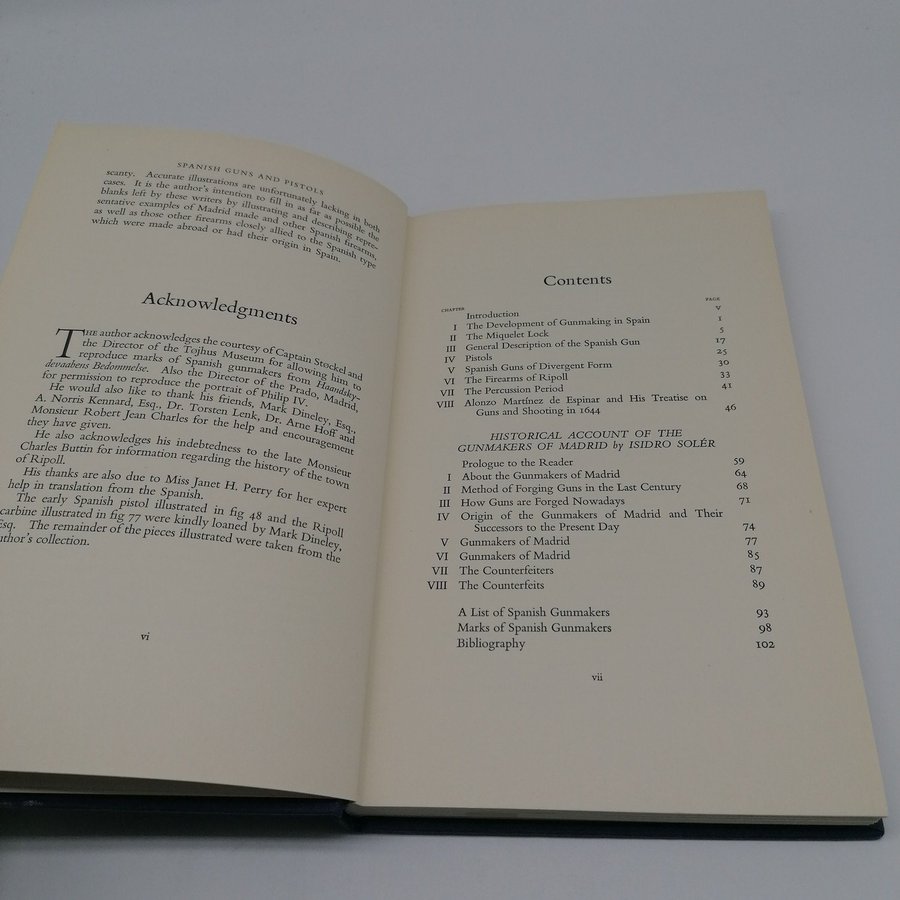 SPANISH GUNS AND PISTOLS
scanty. Accurate illustrations are unfortunately lacking in both
cases. It is the author's intention to fill in as far as possible the
blanks left by these writers by illustrating and describing repre-
sentative examples of Madrid made and other Spanish firearms,
as well as those other firearms closely allied to the Spanish type
which were made abroad or had their origin in Spain.
Acknowledgments
THE author acknowledges the courtesy of Captain Stockel and
the Director of the Tøjhus Museum for allowing him to
reproduce marks of Spanish gunmakers from Haandsky-
devaabens Bedommelse. Also the Director of the Prado, Madrid,
for permission to reproduce the portrait of Philip IV.
He would also like to thank his friends, Mark Dineley, Esq.,
A. Norris Kennard, Esq., Dr. Torsten Lenk, Dr. Arne Hoff and
Monsieur Robert Jean Charles for the help and encouragement
they have given.
He also acknowledges his indebtedness to the late Monsieur
Charles Buttin for information regarding the history of the town
of Ripoll.
His thanks are also due to Miss Janet H. Perry for her expert
help in translation from the Spanish.
The early Spanish pistol illustrated in fig 48 and the Ripoll
carbine illustrated in fig 77 were kindly loaned by Mark Dineley,
Esq. The remainder of the pieces illustrated were taken from the
author's collection.
vi
Contents
CHAPTER PAGE
Introduction v
I The Development of Gunmaking in Spain 1
II The Miquelet Lock 5
III General Description of the Spanish Gun 17
IV Pistols 25
V Spanish Guns of Divergent Form 30
VI The Firearms of Ripoll 33
VII The Percussion Period 41
VIII Alonzo Martínez de Espinar and His Treatise on
Guns and Shooting in 1644 46
HISTORICAL ACCOUNT OF THE
GUNMAKERS OF MADRID by ISIDRO SOLÉR
Prologue to the Reader 59
I About the Gunmakers of Madrid 64
II Method of Forging Guns in the Last Century 68
III How Guns are Forged Nowadays 71
IV Origin of the Gunmakers of Madrid and Their
Successors to the Present Day 74
V Gunmakers of Madrid 77
VI Gunmakers of Madrid 85
VII The Counterfeiters 87
VIII The Counterfeits 89
A List of Spanish Gunmakers 93
Marks of Spanish Gunmakers 98
Bibliography 102
vii